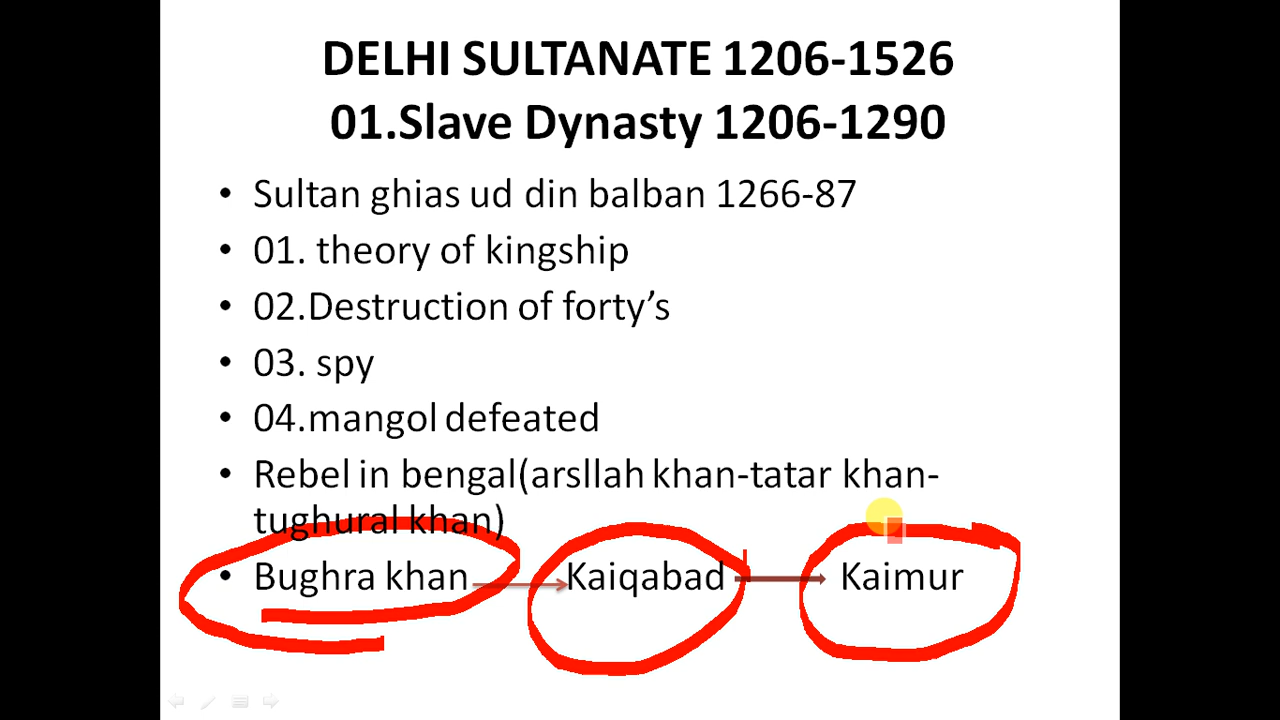 DELHI SULTANATE 1206-1526
01.Slave Dynasty 1206-1290
• Sultan ghias ud din balban 1266-87
• 01. theory of kingship
• 02.Destruction of forty’s
• 03. spy
• 04.mangol defeated
• Rebel in bengal(arsllah khan-tatar khan-
tughural khan)
• Bughra khan Kaiqabad Kaimur